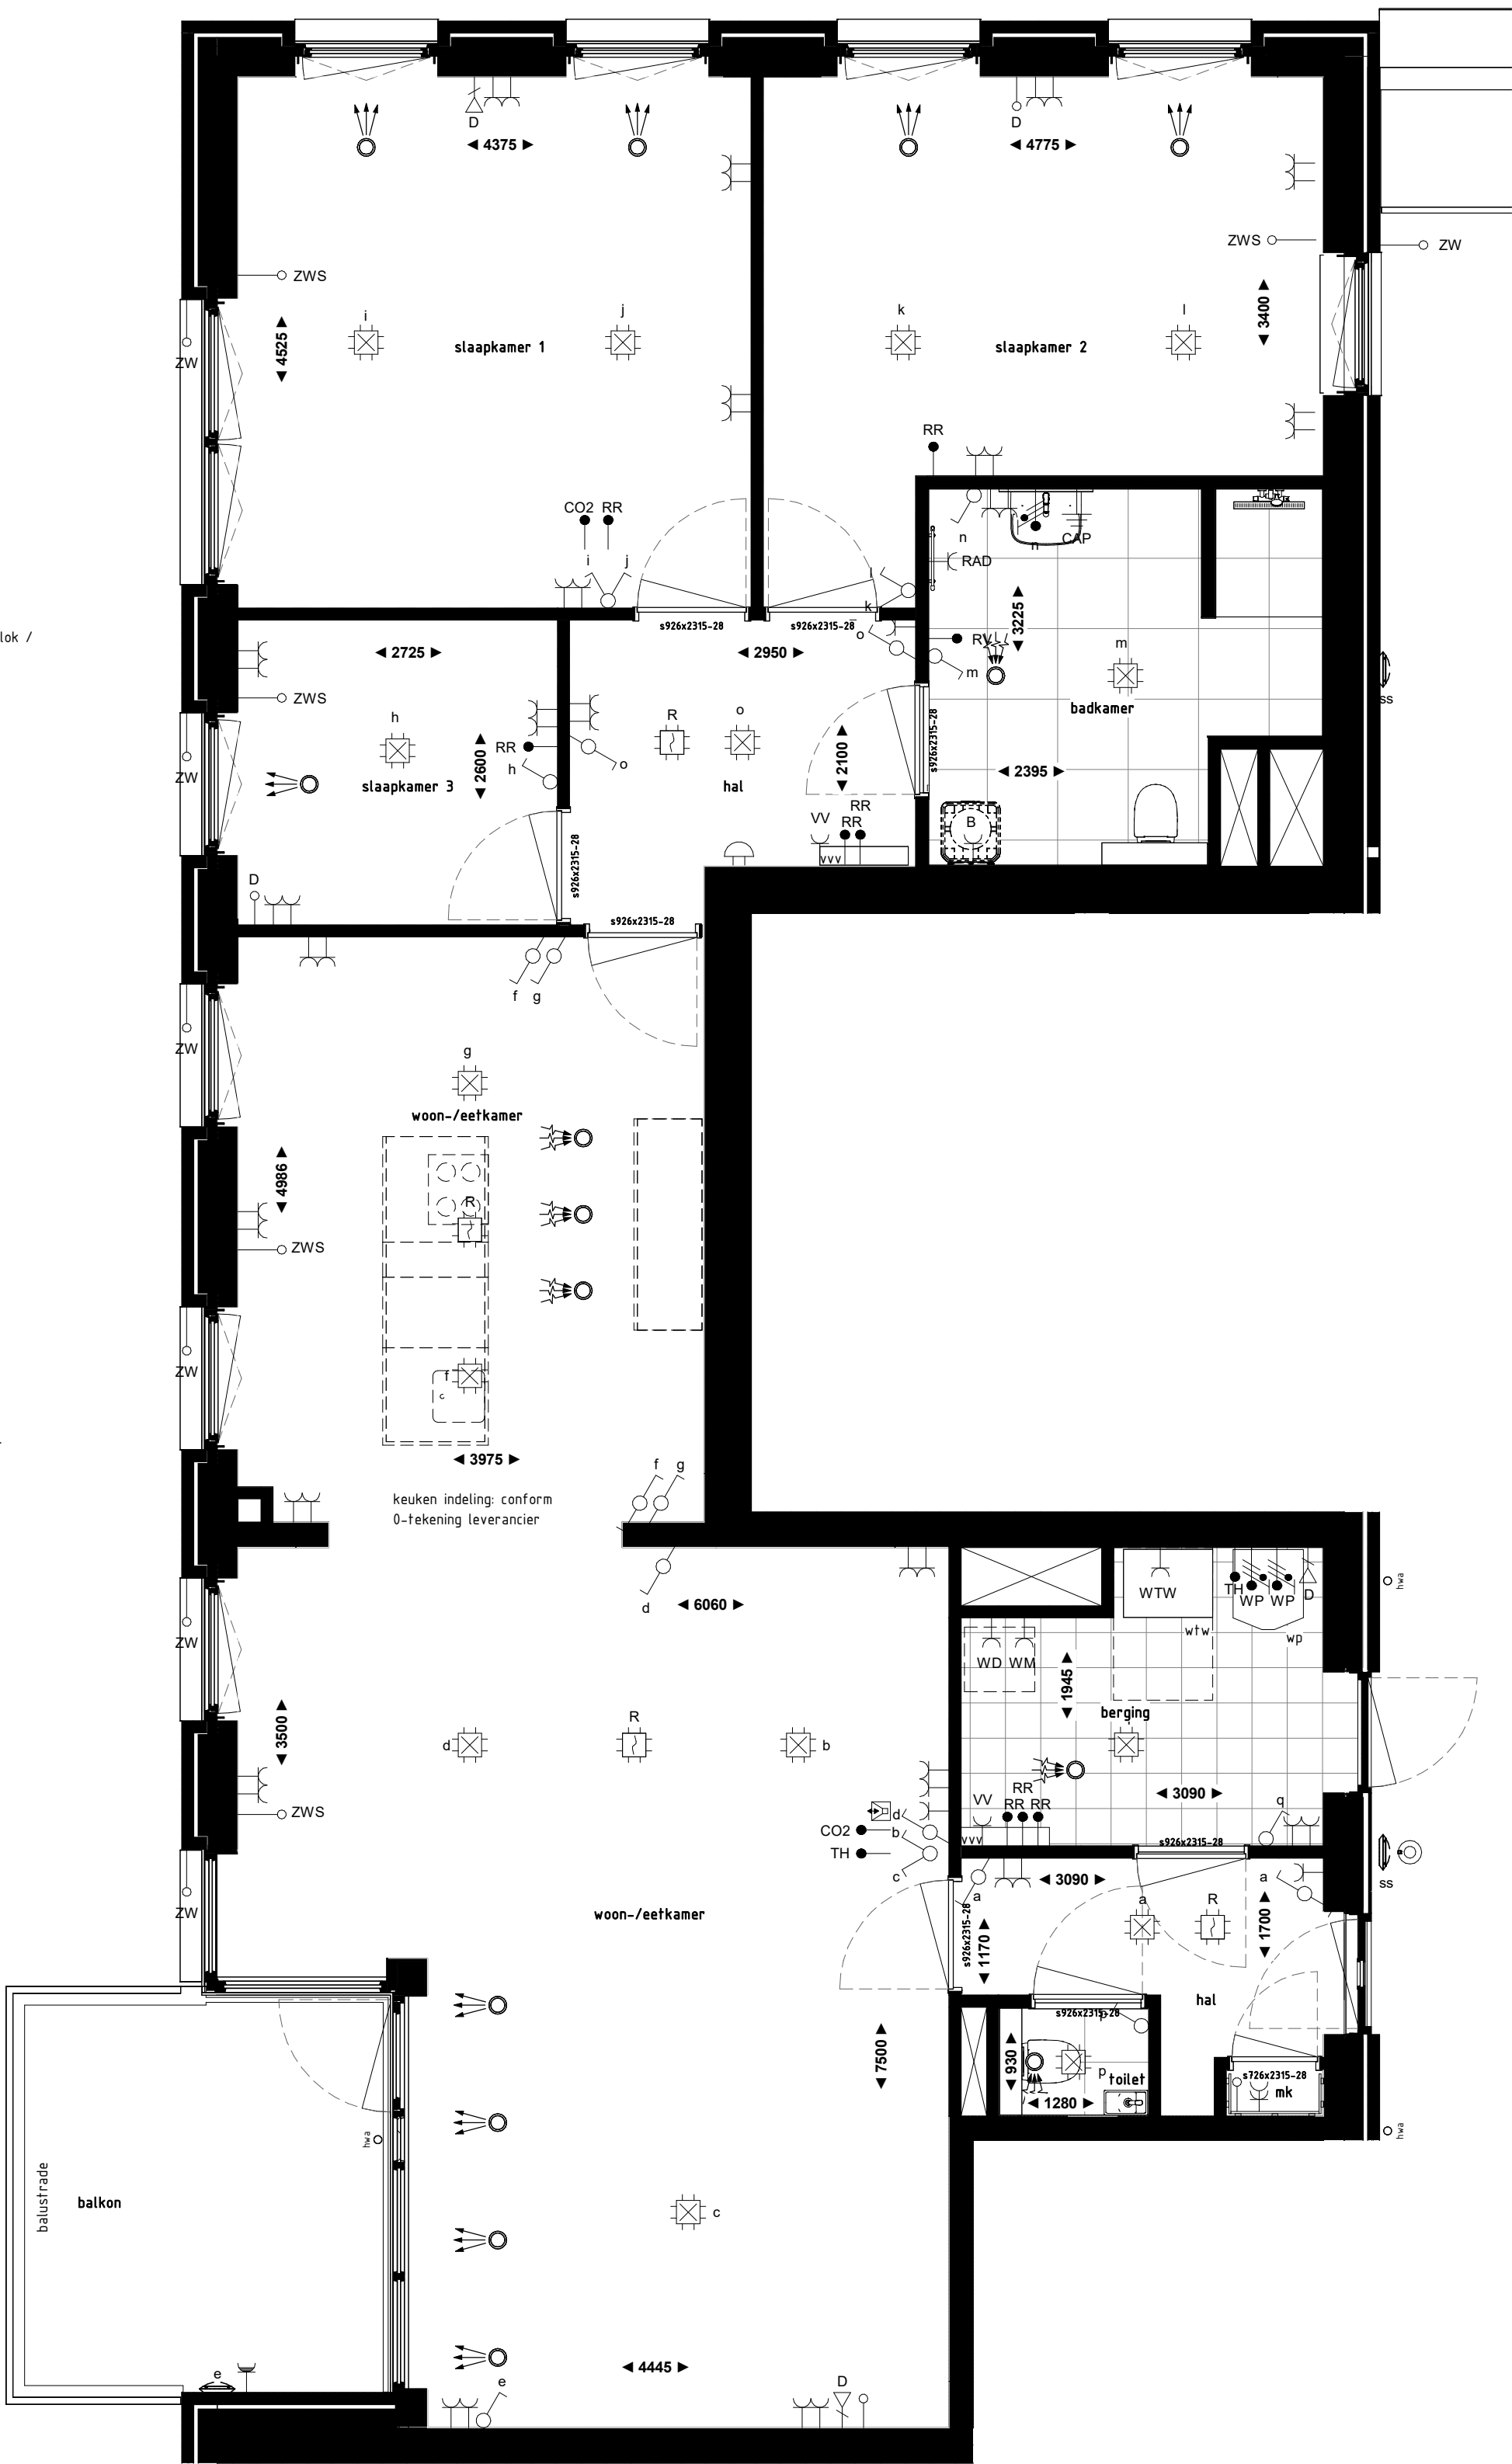 D
4375
D
4775
ZWS
ZW
ZWS
i
j
k
l
4525
3400
slaapkamer 1
slaapkamer 2
ZW
RR
CO2 RR
i
j
n
n
CAP
RAD
l
k
lok /
s926x2315-28
s926x2315-28
o
3225
RV
2725
2950
m
m
ZWS
ss
h
R
o
badkamer
s926x2315-28
RR
h
o
2600
2100
2395
ZW
slaapkamer 3
hal
RR
VV
RR
B
VVV
s926x2315-28
D
s926x2315-28
f
g
ZW
g
woon-/eetkamer
4986
R
ZWS
ZW
f
c
3975
f
g
keuken indeling: conform
0-tekening leverancier
d
6060
hwa
WTW
TH
WP
WP
D
wtw
wp
ZW
WD
WM
1945
berging
3500
d
R
b
3090
RR
VV
RR
RR
q
ZWS
d
CO2
b
VVV
s926x2315-28
TH
c
a
3090
a
ss
ZW
a
R
woon-/eetkamer
s926x2315-28
1170
1700
hal
s926x2315-28
p
7500
930
p
toilet
s726x2315-28
mk
1280
hwa
hwa
balustrade
balkon
c
e
4445
e
D